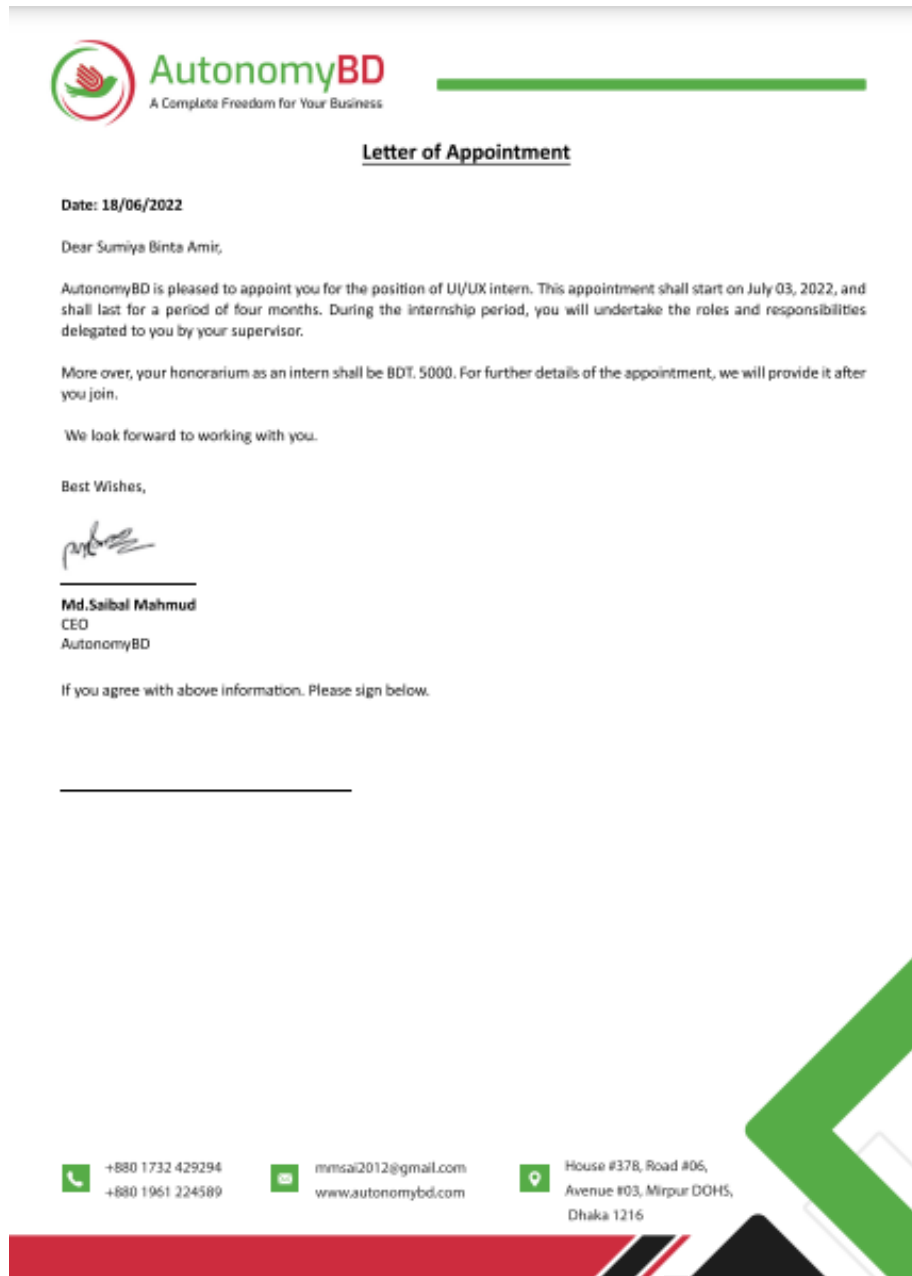 AutonomyBD
A Complete Freedom for Your Business
Letter of Appointment
Date: 18/06/2022
Dear Sumiya Binta Amir,
AutonomyBD is pleased to appoint you for the position of UI/UX intern. This appointment shall start on July 03, 2022, and
shall last for a period of four months. During the internship period, you will undertake the roles and responsibilities
delegated to you by your supervisor.
More over, your honorarium as an intern shall be BDT. 5000. For further details of the appointment, we will provide it after
you join.
We look forward to working with you.
Best Wishes,
Md.Saibal Mahmud
CEO
AutonomyBD
If you agree with above information. Please sign below.
+880 1732 429294
+880 1961 224589
mmsai2012@gmail.com
www.autonomybd.com
House #378, Road #06,
Avenue #03, Mirpur DOHS,
Dhaka 1216